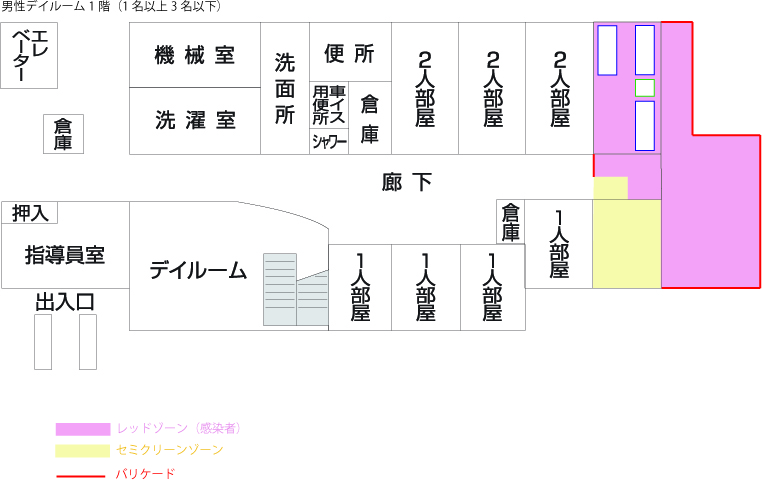 男性デイルーム１階（１名以上３名以下）
エレ
ベーター
機械室
洗面所
便所
2人部屋
2人部屋
2人部屋
車イス
用便所
倉庫
洗濯室
倉庫
シャワー
廊下
押入
倉庫
1人部屋
指導員室
デイルーム
1人部屋
1人部屋
1人部屋
出入口
レッドゾーン（感染者）
セミクリーンゾーン
バリケード